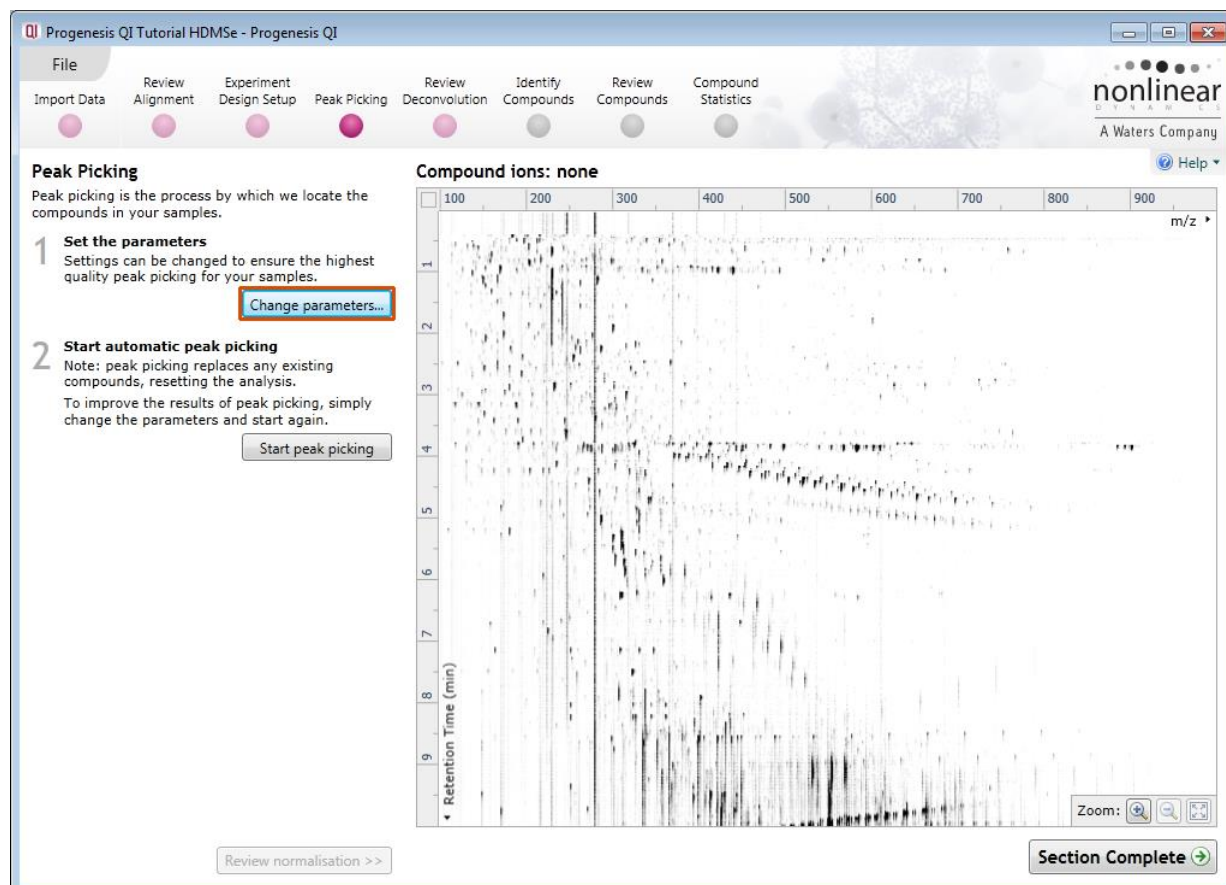 QI Progenesis QI Tutorial HDMSe - Progenesis QI
File
Import Data
Review
Alignment
Experiment
Design Setup
Peak Picking
Review
Deconvolution
Identify
Compounds
Review
Compounds
Compound
Statistics
nonlinear
DYNAMICS
A Waters Company
Help
Peak Picking
Peak picking is the process by which we locate the
compounds in your samples.
1 Set the parameters
Settings can be changed to ensure the highest
quality peak picking for your samples.
Change parameters...
2 Start automatic peak picking
Note: peak picking replaces any existing
compounds, resetting the analysis.
To improve the results of peak picking, simply
change the parameters and start again.
Start peak picking
Review normalisation >>
Compound ions: none
100 200 300 400 500 600 700 800 900
m/z
1
2
3
4
5
6
7
8
9
Retention Time (min)
Zoom:
Section Complete